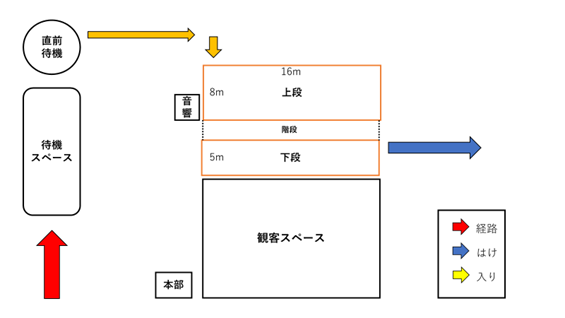 直前
待機
16m
8m
上段
音
響
階段
待機
スペース
5m
下段
観客スペース
本部
経路
はけ
入り